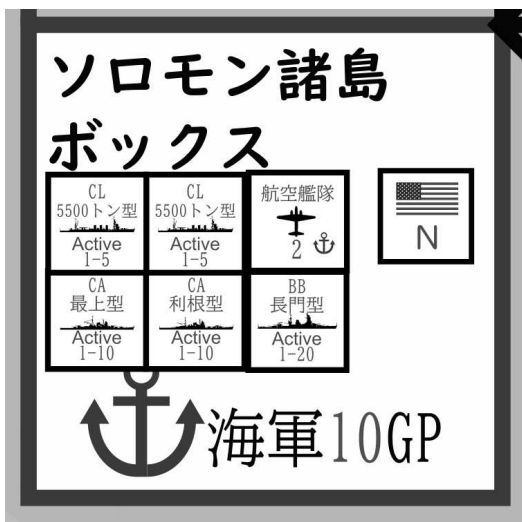 ソロモン諸島
ボックス
CL
5500トン型
Active
1-5
CL
5500トン型
Active
1-5
航空艦隊
2
N
CA
最上型
Active
1-10
CA
利根型
Active
1-10
BB
長門型
Active
1-20
海軍10GP